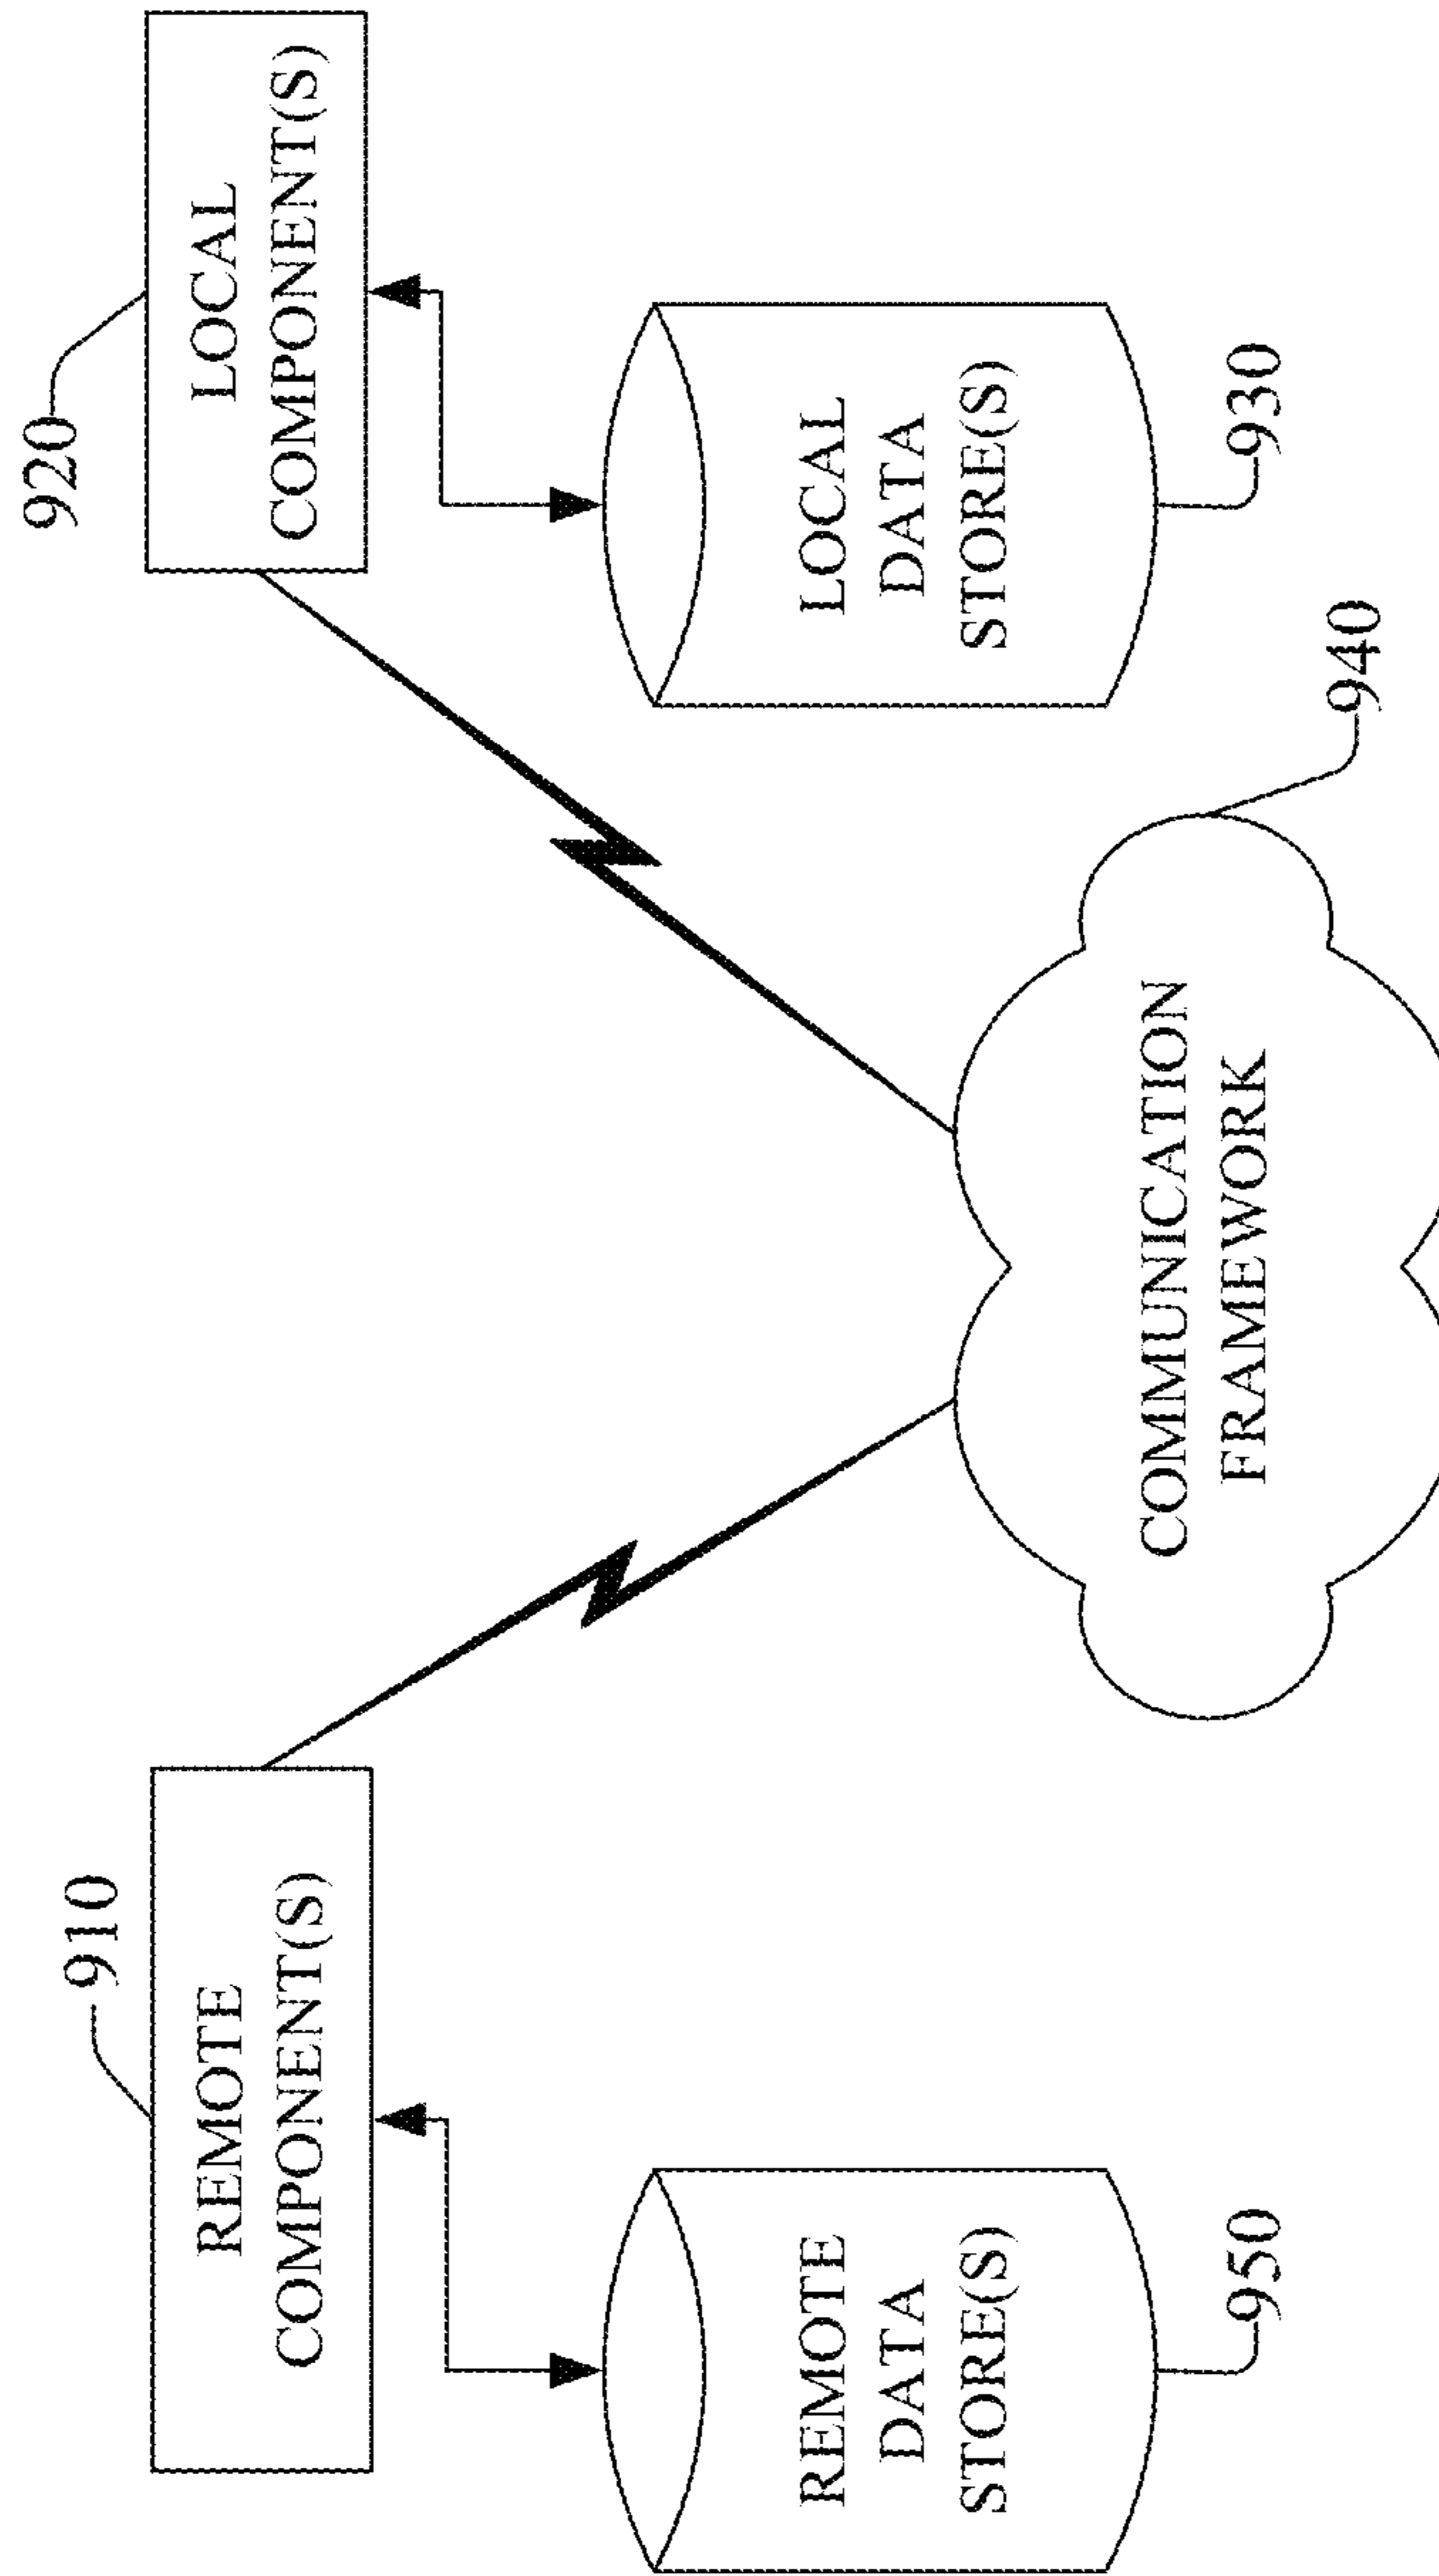 910
REMOTE
COMPONENT(S)
920
LOCAL
COMPONENT(S)
REMOTE
DATA
STORE(S)
950
COMMUNICATION
FRAMEWORK
940
LOCAL
DATA
STORE(S)
930